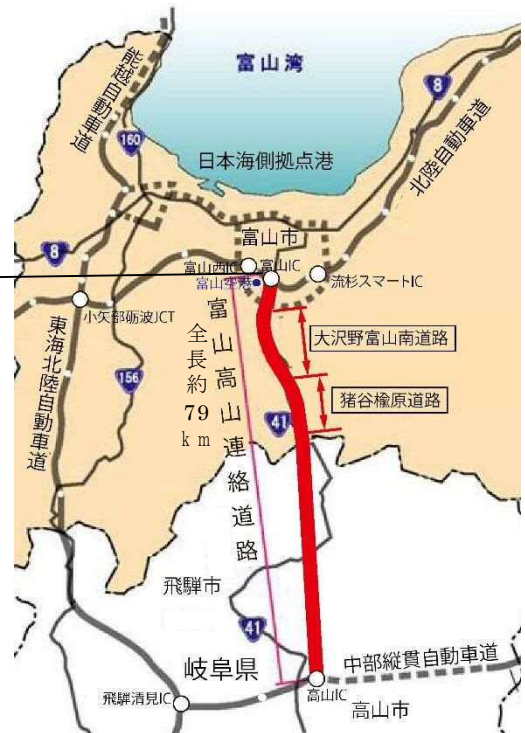 富山湾
8
能越自動車道
160
日本海側拠点港
北陸自動車道
8
富山市
富山西IC
富山IC
流杉スマートIC
富山空港
小矢部砺波JCT
大沢野富山南道路
東海北陸自動車道
156
全長約79km
富山高山連絡道路
猪谷楡原道路
41
飛騨市
41
岐阜県
中部縦貫自動車道
飛騨清見IC
高山IC
高山市